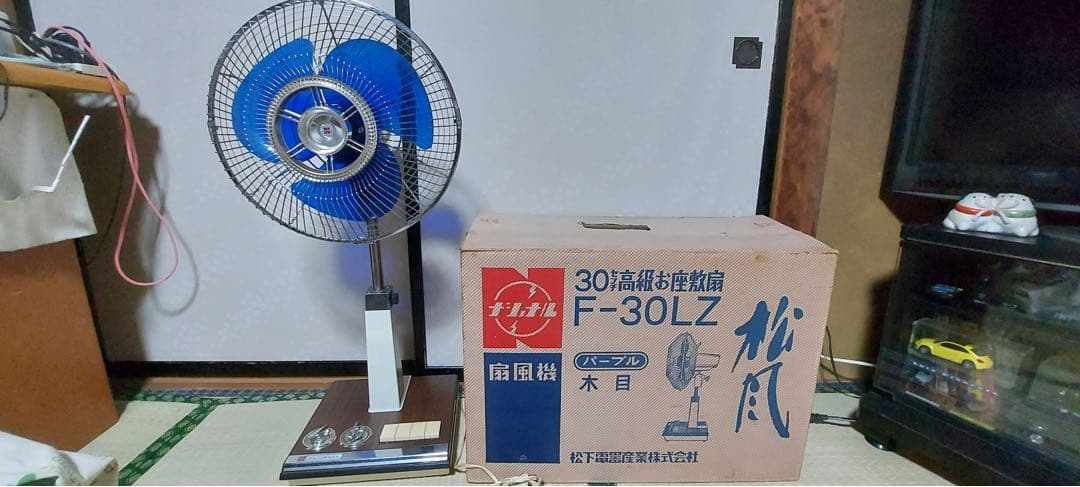 ナショナル
扇風機
30センチ高級お座敷扇
F-30LZ
パープル
木目
松風
松下電器産業株式会社